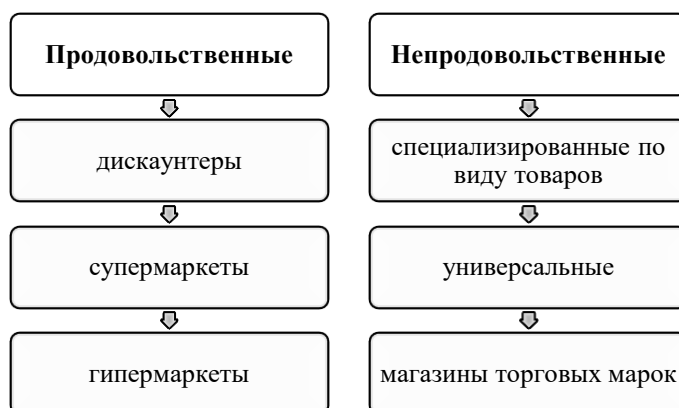 Продовольственные
дискаунтеры
супермаркеты
гипермаркеты
Непродовольственные
специализированные по
виду товаров
универсальные
магазины торговых марок